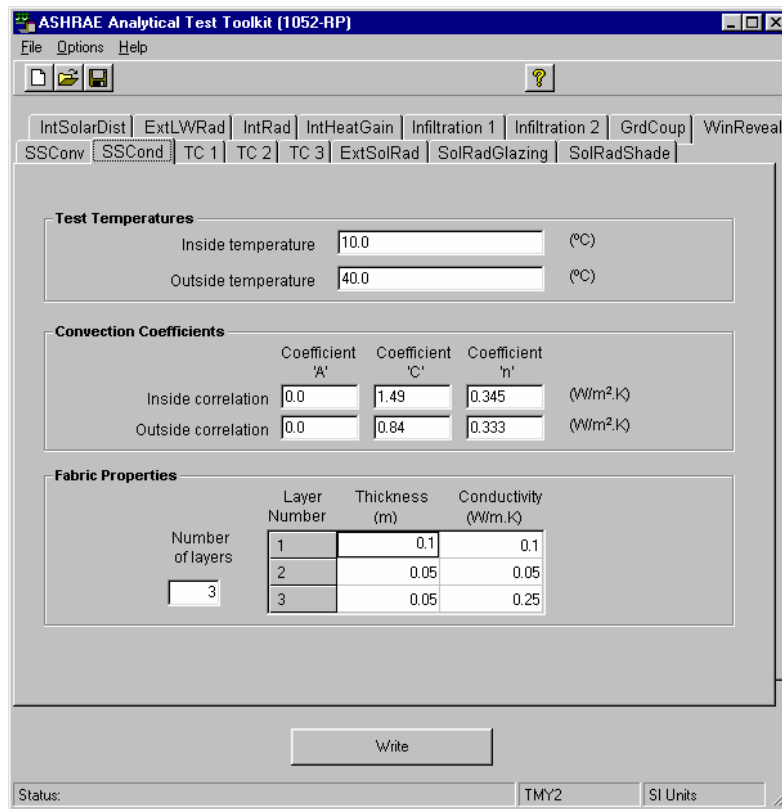 ASHRAE Analytical Test Toolkit (1052-RP)
File Options Help
IntSolarDist ExtLWRad IntRad IntHeatGain Infiltration 1 Infiltration 2 GrdCoup WinReveal
SSConv SSCond TC 1 TC 2 TC 3 ExtSolRad SolRadGlazing SolRadShade
Test Temperatures
Inside temperature 10.0 (ºC)
Outside temperature 40.0 (ºC)
Convection Coefficients
Coefficient Coefficient Coefficient
'A' 'C' 'n'
Inside correlation 0.0 1.49 0.345 (W/m².K)
Outside correlation 0.0 0.84 0.333 (W/m².K)
Fabric Properties
Layer Thickness Conductivity
Number (m) (W/m.K)
Number
of layers
3
1 0.1 0.1
2 0.05 0.05
3 0.05 0.25
Write
Status: TMY2 SI Units